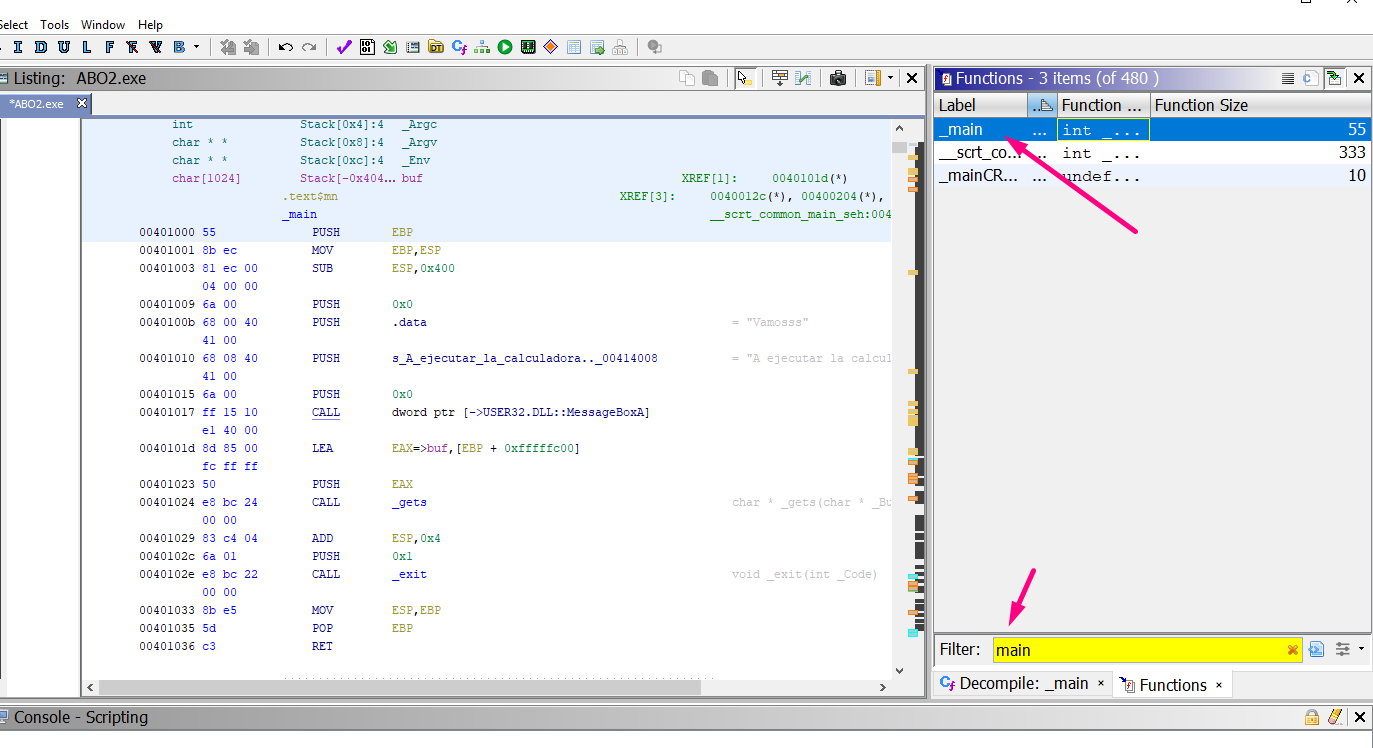 Select Tools Window Help
I D U L F B
Listing: ABO2.exe
*ABO2.exe
int Stack[0x4]:4 _Argc
char * * Stack[0x8]:4 _Argv
char * * Stack[0xc]:4 _Env
char[1024] Stack[-0x404... buf XREF[1]: 0040101d(*)
.text$mn XREF[3]: 0040012c(*), 00400204(*),
_main __scrt_common_main_seh:004
00401000 55 PUSH EBP
00401001 8b ec MOV EBP,ESP
00401003 81 ec 00 SUB ESP,0x400
04 00 00
00401009 6a 00 PUSH 0x0
0040100b 68 00 40 PUSH .data = "Vamosss"
41 00
00401010 68 08 40 PUSH s_A_ejecutar_la_calculadora.._00414008 = "A ejecutar la calcul
41 00
00401015 6a 00 PUSH 0x0
00401017 ff 15 10 CALL dword ptr [->USER32.DLL::MessageBoxA]
e1 40 00
0040101d 8d 85 00 LEA EAX=>buf,[EBP + 0xfffffc00]
fc ff ff
00401023 50 PUSH EAX
00401024 e8 bc 24 CALL _gets char * _gets(char * _Bu
00 00
00401029 83 c4 04 ADD ESP,0x4
0040102c 6a 01 PUSH 0x1
0040102e e8 bc 22 CALL _exit void _exit(int _Code)
00 00
00401033 8b e5 MOV ESP,EBP
00401035 5d POP EBP
00401036 c3 RET
Functions - 3 items (of 480 )
Label .. Function ... Function Size
_main ... int _... 55
__scrt_co... ... int _... 333
_mainCR... ... undef... 10
Filter: main
Decompile: _main × Functions ×
Console - Scripting